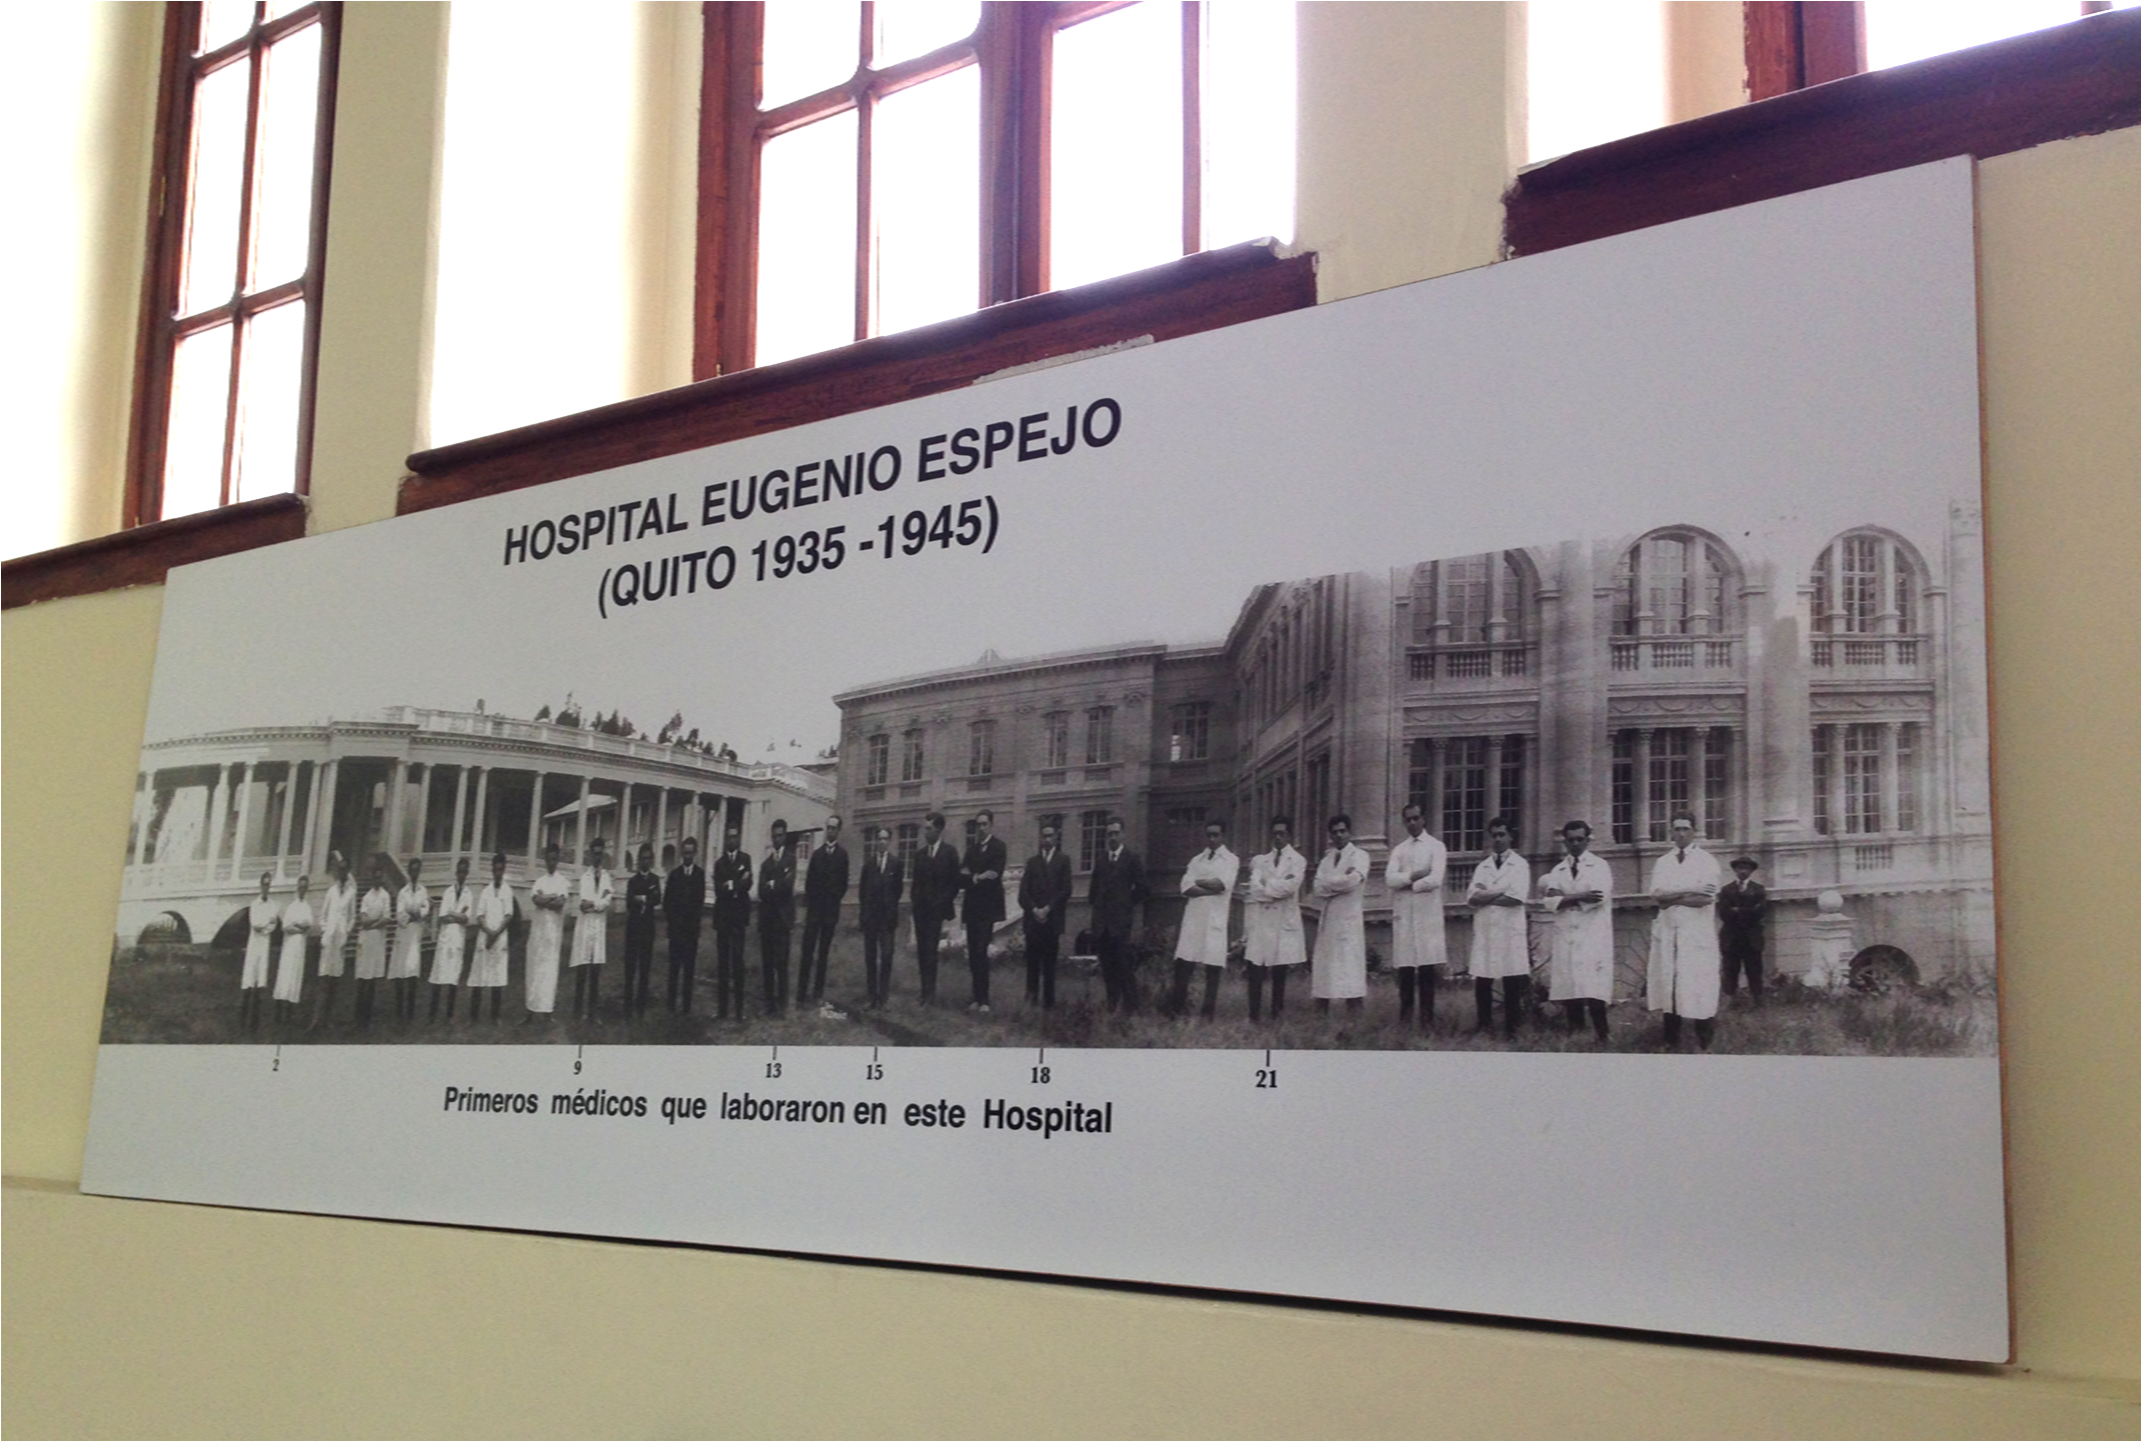 HOSPITAL EUGENIO ESPEJO
(QUITO 1935 -1945)
2 9 13 15 18 21
Primeros médicos que laboraron en este Hospital